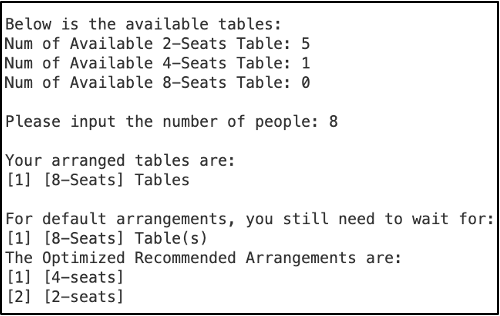 Below is the available tables:
Num of Available 2-Seats Table: 5
Num of Available 4-Seats Table: 1
Num of Available 8-Seats Table: 0
Please input the number of people: 8
Your arranged tables are:
[1] [8-Seats] Tables
For default arrangements, you still need to wait for:
[1] [8-Seats] Table(s)
The Optimized Recommended Arrangements are:
[1] [4-seats]
[2] [2-seats]